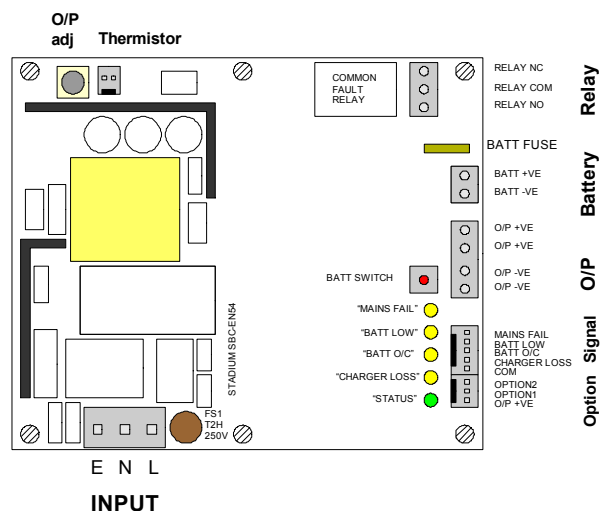 O/P
adj
Thermistor
COMMON
FAULT
RELAY
RELAY NC
RELAY COM
RELAY NO
Relay
BATT FUSE
BATT +VE
BATT -VE
Battery
O/P +VE
O/P +VE
O/P -VE
O/P -VE
O/P
BATT SWITCH
"MAINS FAIL"
"BATT LOW"
"BATT O/C"
"CHARGER LOSS"
"STATUS"
MAINS FAIL
BATT LOW
BATT O/C
CHARGER LOSS
COM
Signal
OPTION2
OPTION1
O/P +VE
Option
STADIUM SBC-EN54
FS1
T2H
250V
E N L
INPUT